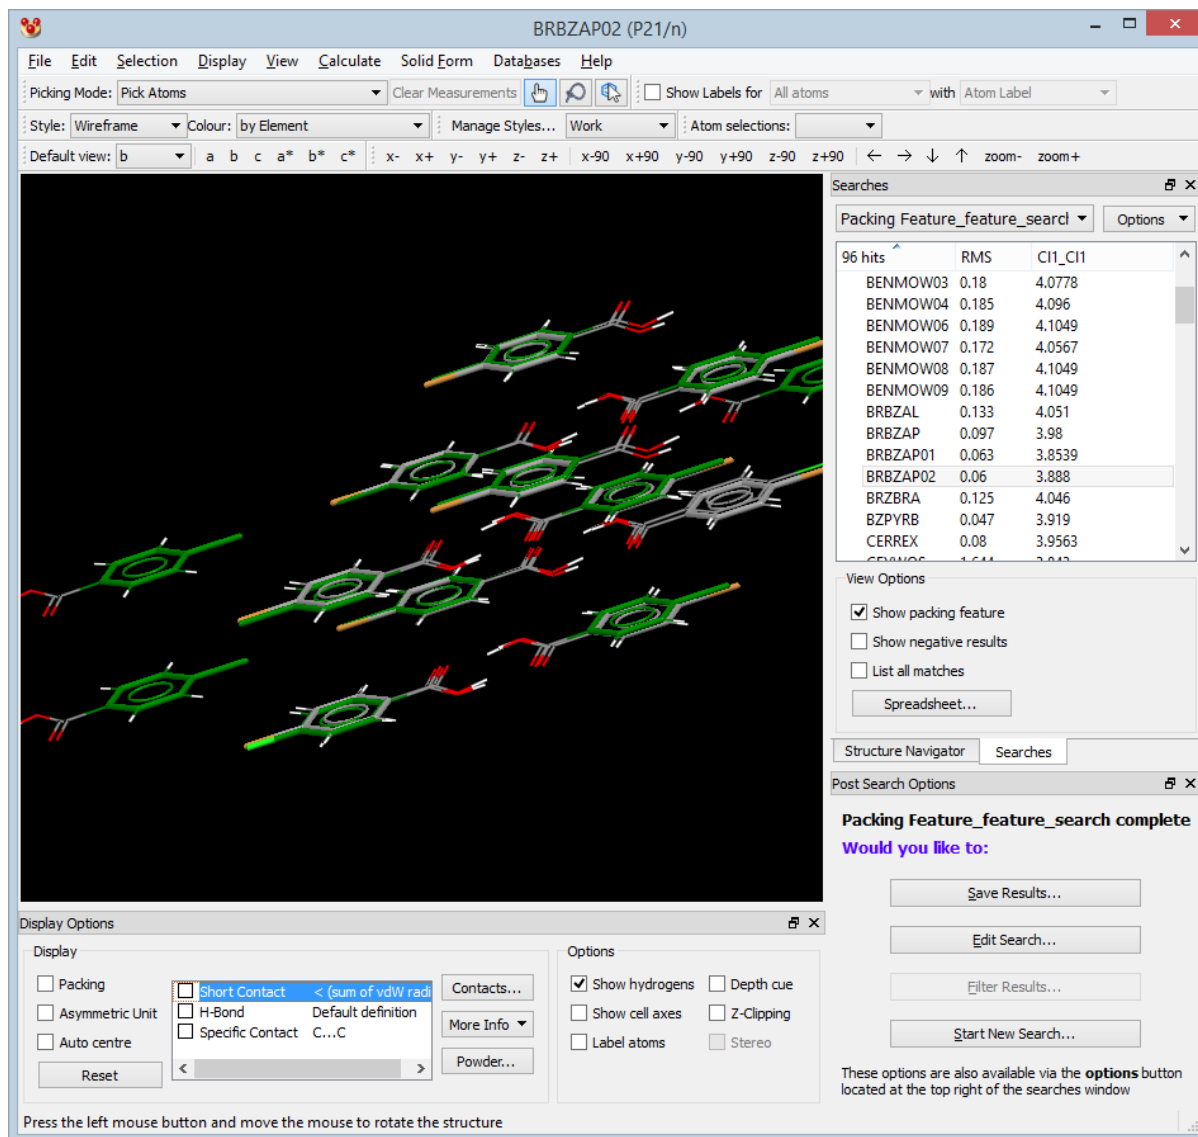 BRBZAP02 (P21/n)
File Edit Selection Display View Calculate Solid Form Databases Help
Picking Mode: Pick Atoms Clear Measurements Show Labels for All atoms with Atom Label
Style: Wireframe Colour: by Element Manage Styles... Work Atom selections:
Default view: b a b c a* b* c* x- x+ y- y+ z- z+ x-90 x+90 y-90 y+90 z-90 z+90 ← → ↓ ↑ zoom- zoom+
Searches
Packing Feature_feature_search Options
96 hits RMS Cl1_Cl1
BENMOW03 0.18 4.0778
BENMOW04 0.185 4.096
BENMOW06 0.189 4.1049
BENMOW07 0.172 4.0567
BENMOW08 0.187 4.1049
BENMOW09 0.186 4.1049
BRBZAL 0.133 4.051
BRBZAP 0.097 3.98
BRBZAP01 0.063 3.8539
BRBZAP02 0.06 3.888
BRZBRA 0.125 4.046
BZPYRB 0.047 3.919
CERREX 0.08 3.9563
View Options
Show packing feature
Show negative results
List all matches
Spreadsheet...
Structure Navigator Searches
Post Search Options
Packing Feature_feature_search complete
Would you like to:
Save Results...
Edit Search...
Filter Results...
Start New Search...
These options are also available via the options button
located at the top right of the searches window
Display Options
Display
Packing
Asymmetric Unit
Auto centre
Reset
Short Contact < (sum of vdW radi
H-Bond Default definition
Specific Contact C...C
Contacts...
More Info
Powder...
Options
Show hydrogens Depth cue
Show cell axes Z-Clipping
Label atoms Stereo
Press the left mouse button and move the mouse to rotate the structure